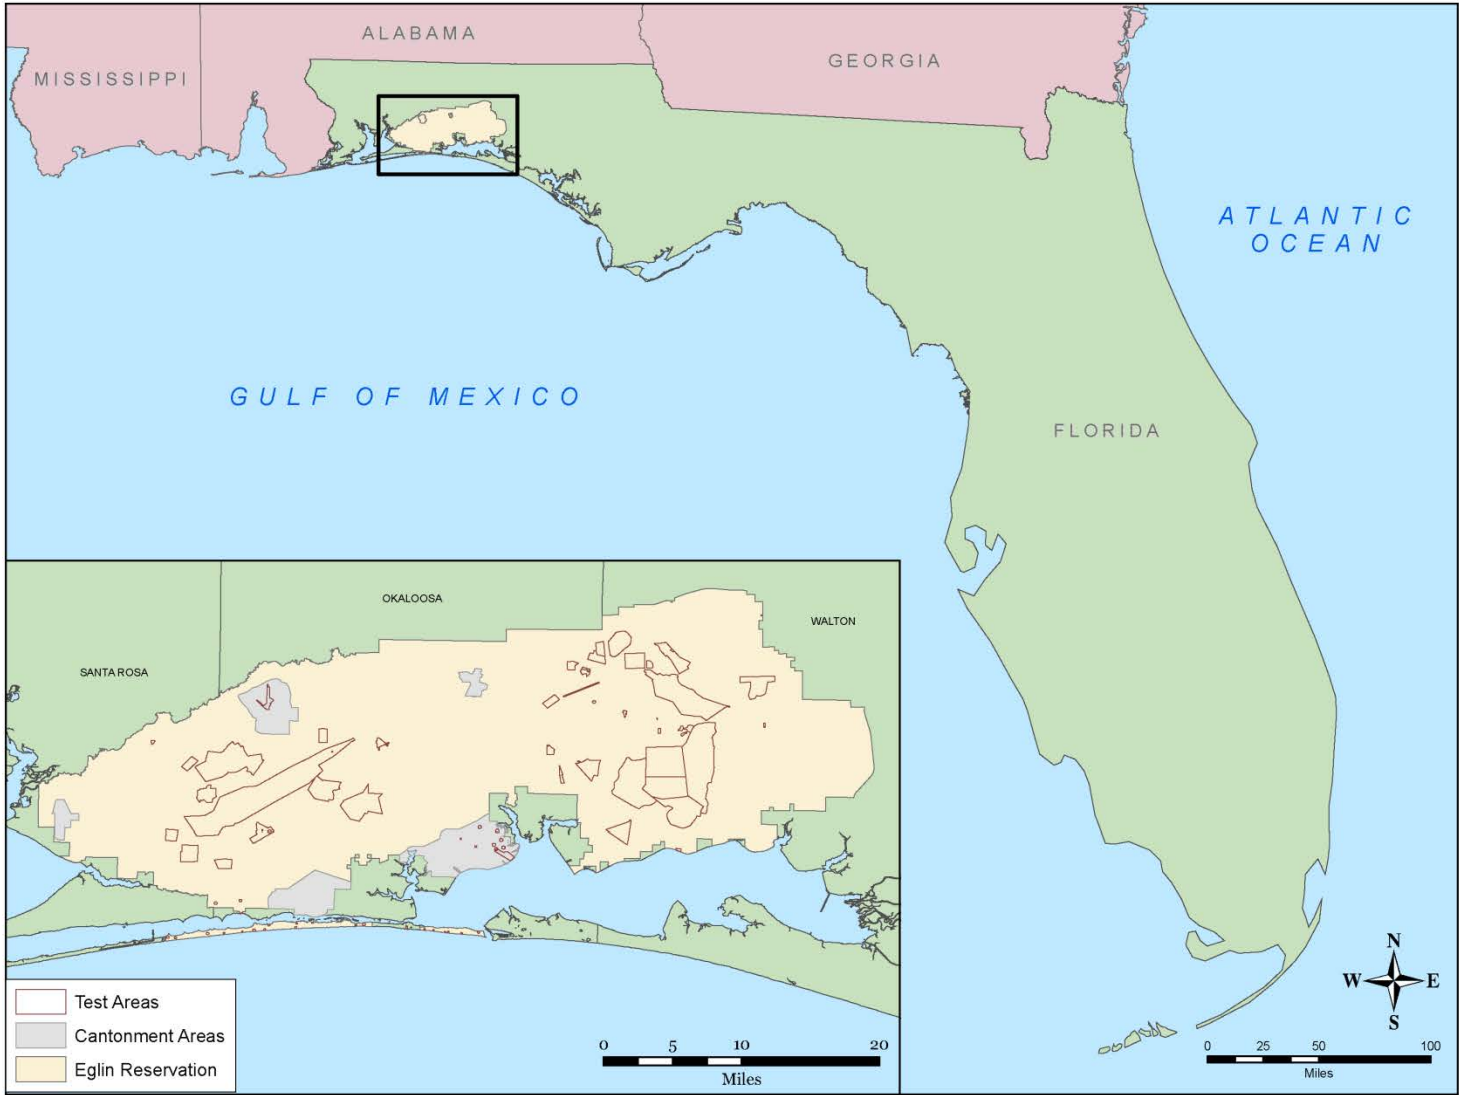 ALABAMA
MISSISSIPPI
GEORGIA
ATLANTIC
OCEAN
GULF OF MEXICO
FLORIDA
OKALOOSA
WALTON
SANTA ROSA
Test Areas
Cantonment Areas
Eglin Reservation
0 5 10 20
Miles
N
W E
S
0 25 50 100
Miles